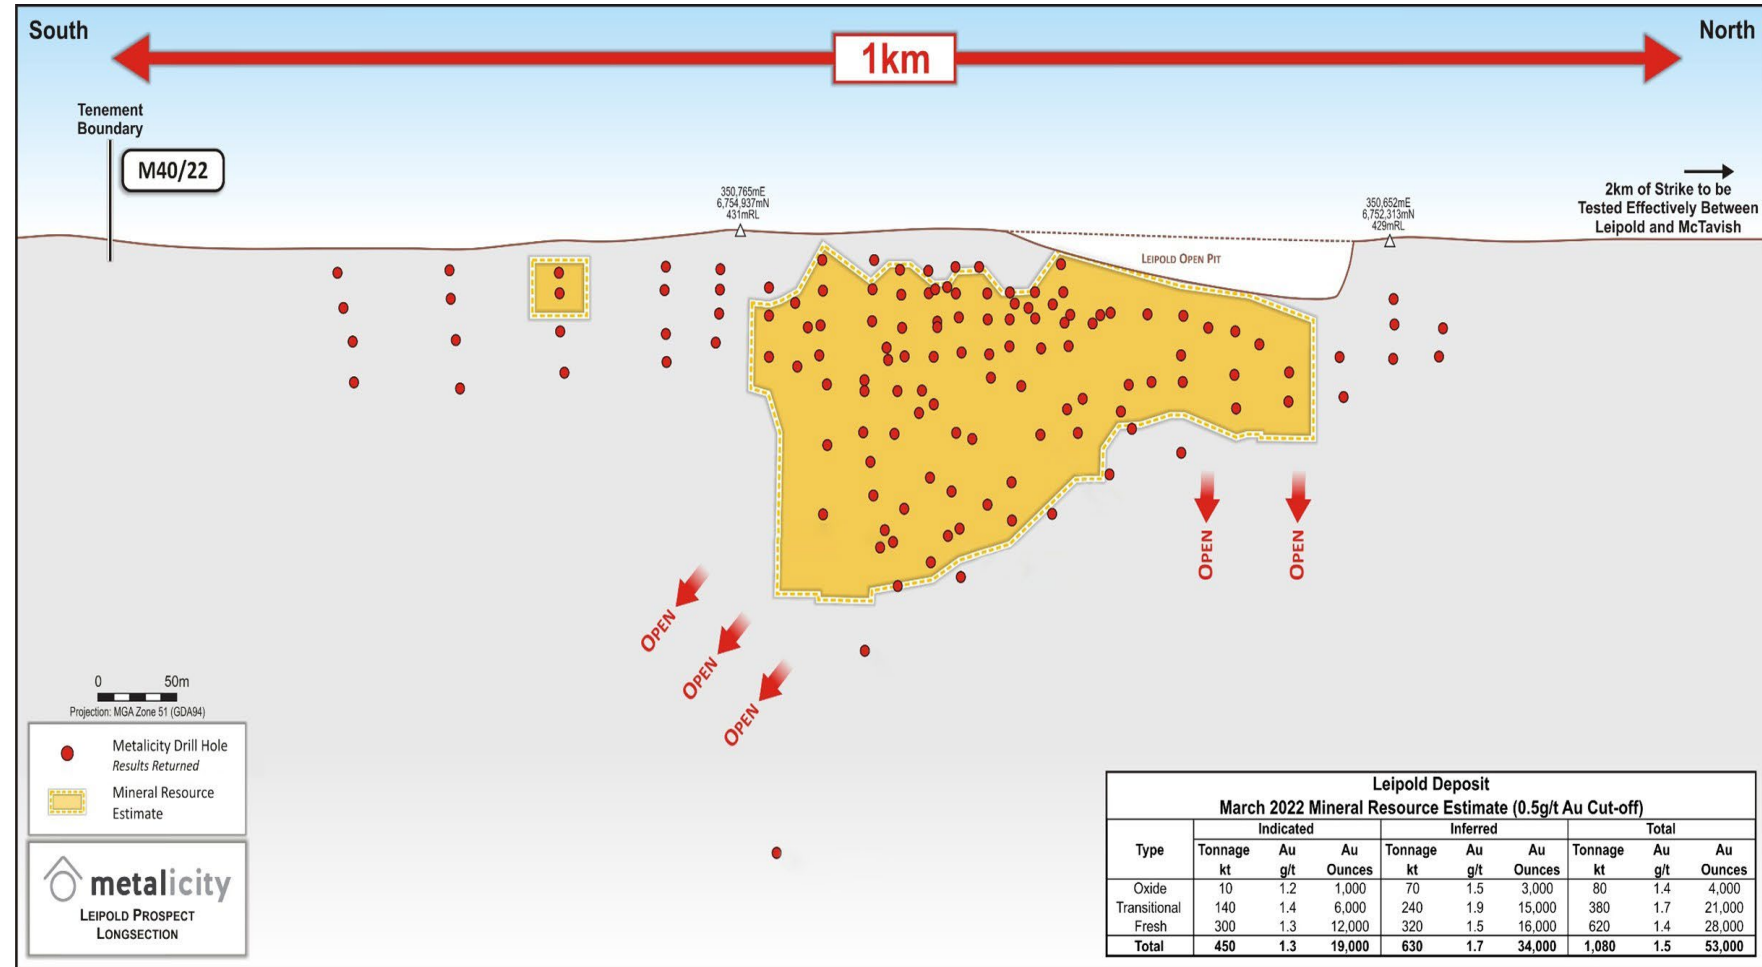 South
North
1km
Tenement
Boundary
M40/22
350,765mE
6,754,937mN
431mRL
350,652mE
6,752,313mN
429mRL
2km of Strike to be
Tested Effectively Between
Leipold and McTavish
LEIPOLD OPEN PIT
OPEN
OPEN
OPEN
OPEN
OPEN
0 50m
Projection: MGA Zone 51 (GDA94)
Metalicity Drill Hole
Results Returned
Mineral Resource
Estimate
metalicity
LEIPOLD PROSPECT
LONGSECTION
Leipold Deposit
March 2022 Mineral Resource Estimate (0.5g/t Au Cut-off)
Indicated Inferred Total
Type Tonnage Au Au Tonnage Au Au Tonnage Au Au
kt g/t Ounces kt g/t Ounces kt g/t Ounces
Oxide 10 1.2 1,000 70 1.5 3,000 80 1.4 4,000
Transitional 140 1.4 6,000 240 1.9 15,000 380 1.7 21,000
Fresh 300 1.3 12,000 320 1.5 16,000 620 1.4 28,000
Total 450 1.3 19,000 630 1.7 34,000 1,080 1.5 53,000